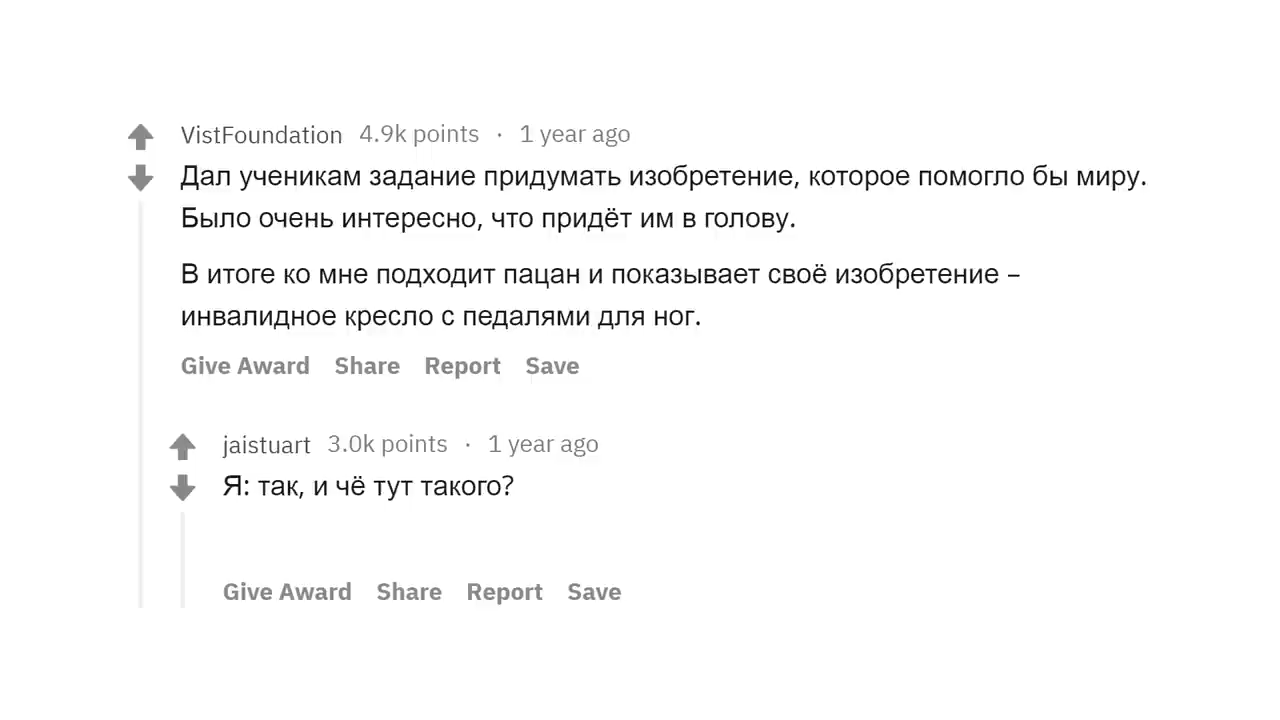 VistFoundation 4.9k points · 1 year ago
Дал ученикам задание придумать изобретение, которое помогло бы миру.
Было очень интересно, что придёт им в голову.
В итоге ко мне подходит пацан и показывает своё изобретение –
инвалидное кресло с педалями для ног.
Give Award Share Report Save
jaistuart 3.0k points · 1 year ago
Я: так, и чё тут такого?
Give Award Share Report Save